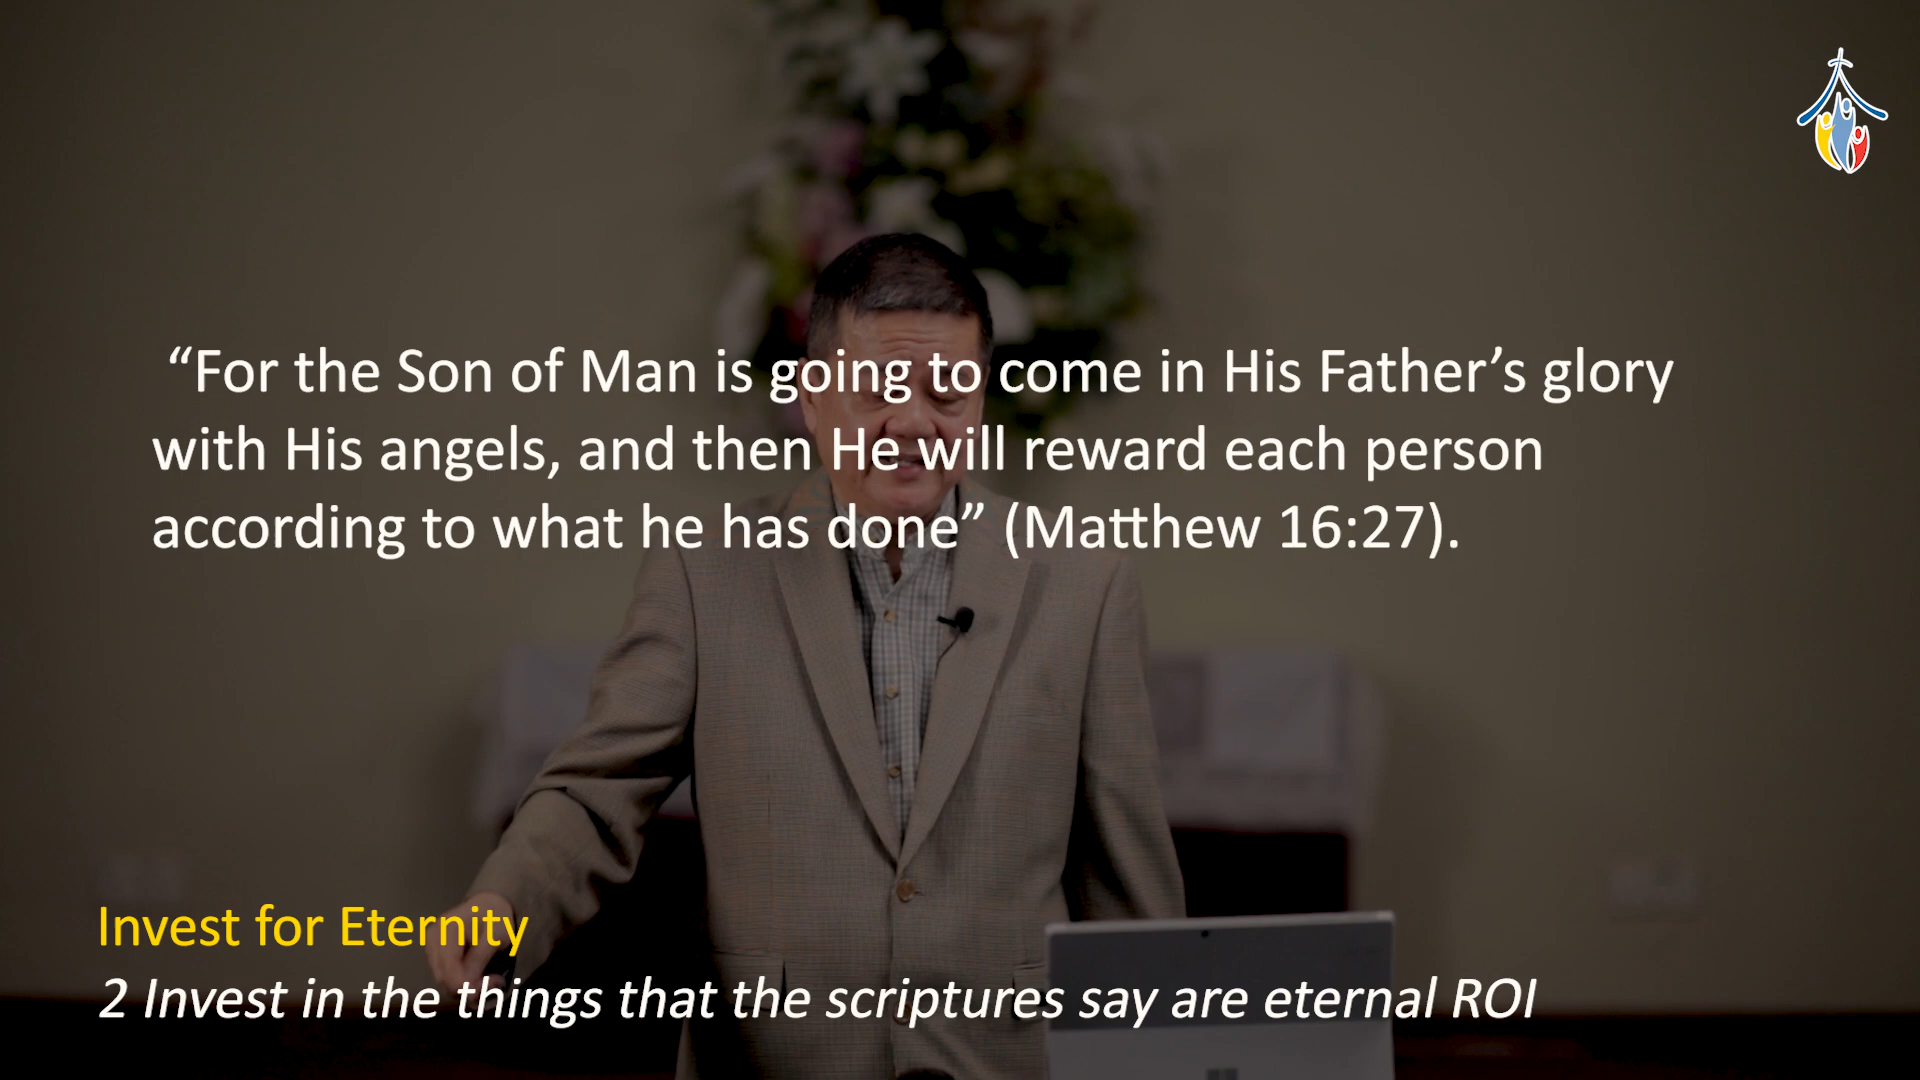 “For the Son of Man is going to come in His Father’s glory
with His angels, and then He will reward each person
according to what he has done” (Matthew 16:27).
Invest for Eternity
2 Invest in the things that the scriptures say are eternal ROI